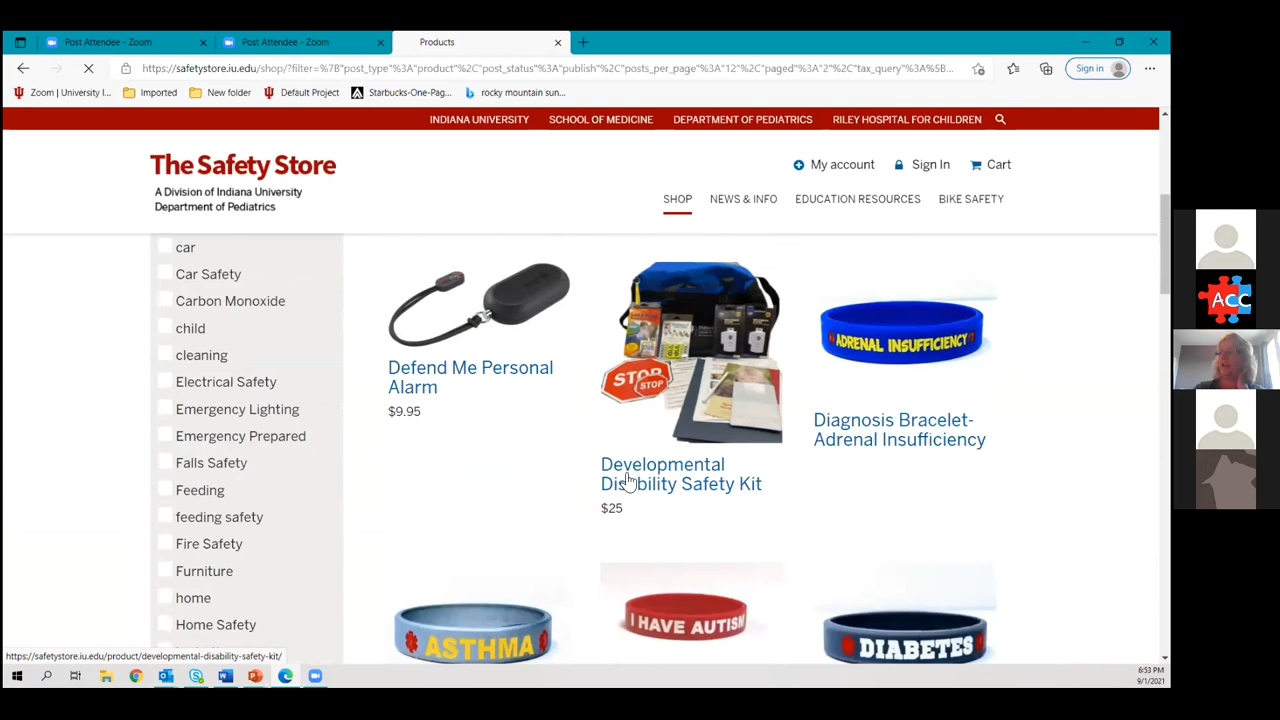 Post Attendee - Zoom
Post Attendee - Zoom
Products
https://safetystore.iu.edu/shop/?filter=%7B"post_type"%3A"product"%2C"post_status"%3A"publish"%2C"posts_per_page"%3A"12"%2C"paged"%3A"2"%2C"tax_query"%3A%5B...
Sign in
Zoom | University I...
Imported
New folder
Default Project
Starbucks-One-Pag...
rocky mountain sun...
INDIANA UNIVERSITY
SCHOOL OF MEDICINE
DEPARTMENT OF PEDIATRICS
RILEY HOSPITAL FOR CHILDREN
The Safety Store
A Division of Indiana University
Department of Pediatrics
My account
Sign In
Cart
SHOP
NEWS & INFO
EDUCATION RESOURCES
BIKE SAFETY
car
Car Safety
Carbon Monoxide
child
cleaning
Electrical Safety
Emergency Lighting
Emergency Prepared
Falls Safety
Feeding
feeding safety
Fire Safety
Furniture
home
Home Safety
Defend Me Personal
Alarm
$9.95
STOP
STOP
Developmental
Disability Safety Kit
$25
ADRENAL INSUFFICIENCY
Diagnosis Bracelet-
Adrenal Insufficiency
ASTHMA
I HAVE AUTISM
DIABETES
ACC
https://safetystore.iu.edu/product/developmental-disability-safety-kit/
6:53 PM
9/1/2021